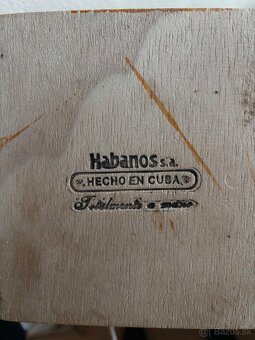 Habanos s.a.
HECHO EN CUBA
Totalmente a mano